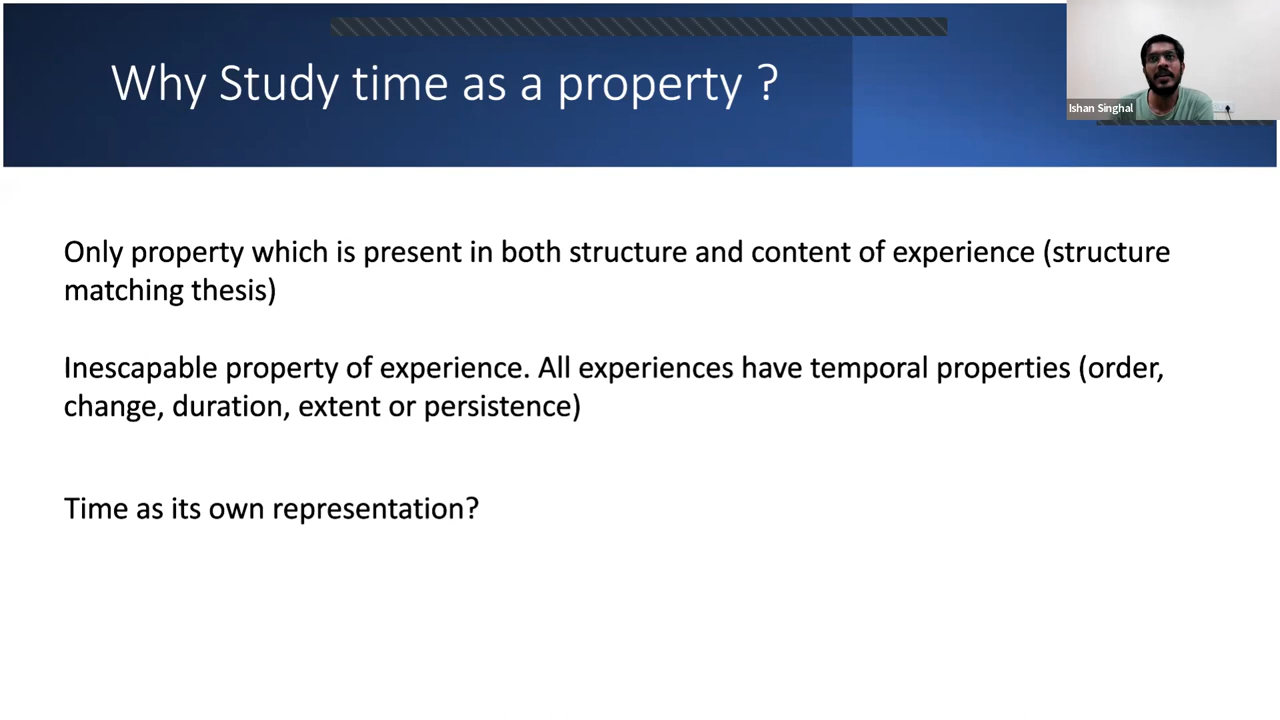 Why Study time as a property ?
Ishan Singhal
Only property which is present in both structure and content of experience (structure
matching thesis)
Inescapable property of experience. All experiences have temporal properties (order,
change, duration, extent or persistence)
Time as its own representation?